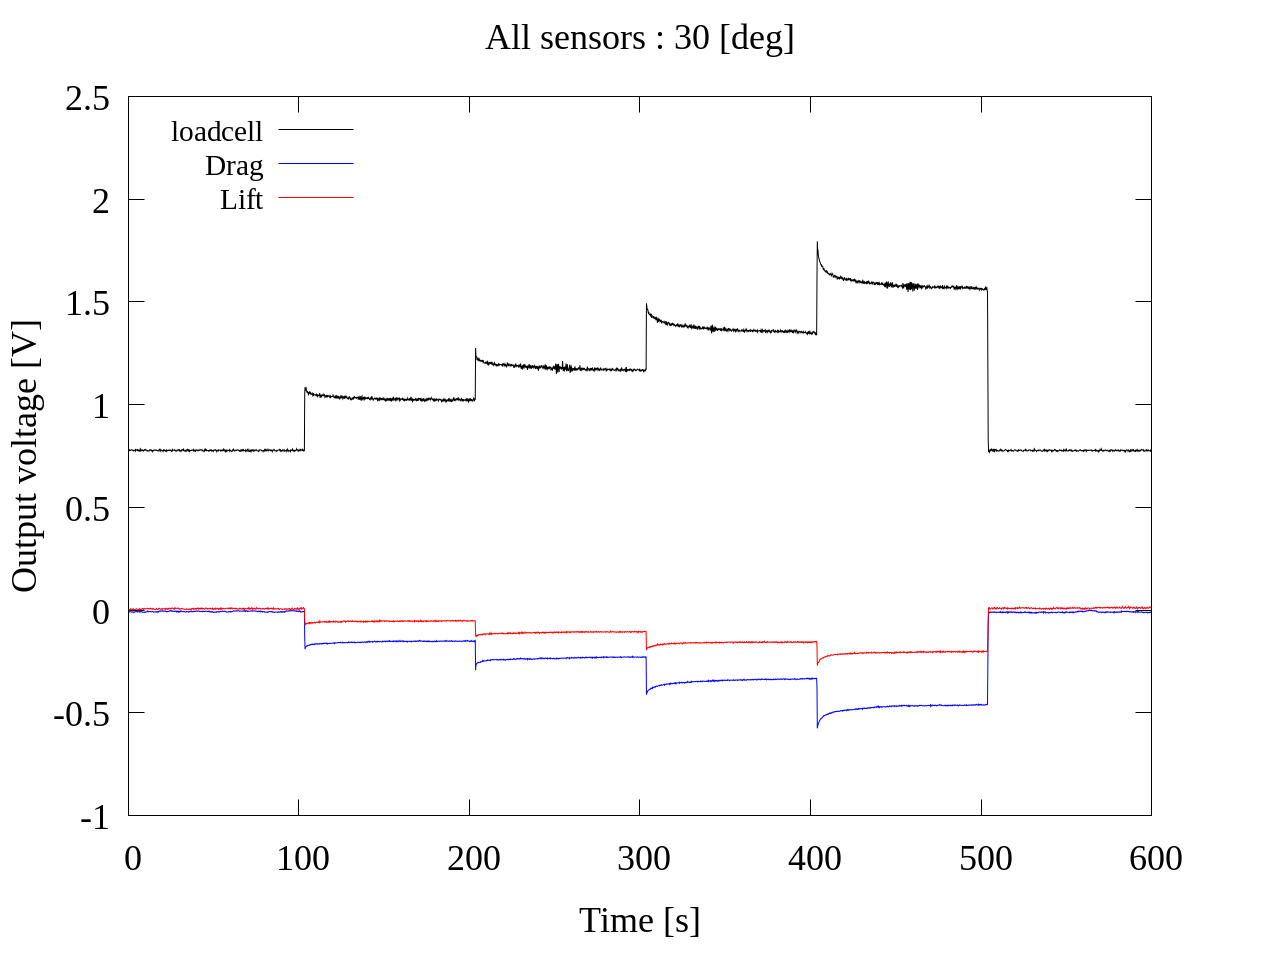 All sensors : 30 [deg]
2.5
2
1.5
1
0.5
0
-0.5
-1
loadcell
Drag
Lift
Output voltage [V]
0 100 200 300 400 500 600
Time [s]